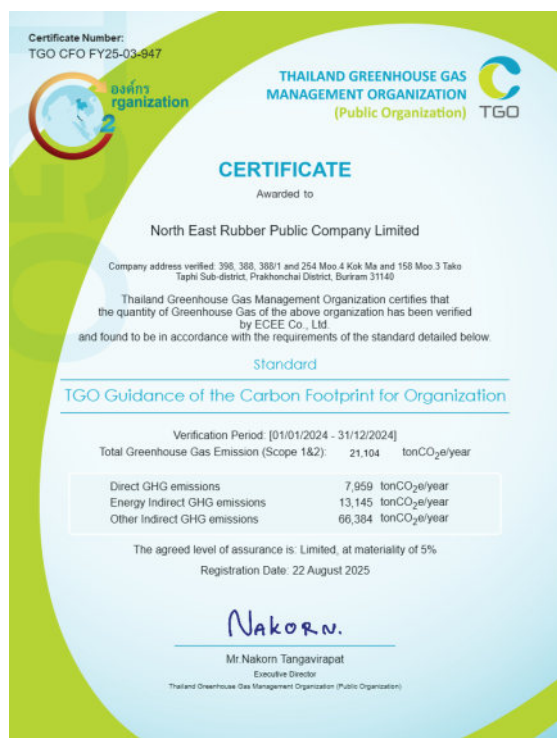 Certificate Number:
TGO CFO FY25-03-947
องค์กร
rganization
2
THAILAND GREENHOUSE GAS
MANAGEMENT ORGANIZATION
(Public Organization)
TGO
CERTIFICATE
Awarded to
North East Rubber Public Company Limited
Company address verified: 398, 388, 388/1 and 254 Moo.4 Kok Ma and 158 Moo.3 Tako
Taphi Sub-district, Prakhonchai District, Buriram 31140
Thailand Greenhouse Gas Management Organization certifies that
the quantity of Greenhouse Gas of the above organization has been verified
by ECEE Co., Ltd.
and found to be in accordance with the requirements of the standard detailed below.
Standard
TGO Guidance of the Carbon Footprint for Organization
Verification Period: [01/01/2024 - 31/12/2024]
Total Greenhouse Gas Emission (Scope 1&2): 21,104 tonCO₂e/year
Direct GHG emissions 7,959 tonCO₂e/year
Energy Indirect GHG emissions 13,145 tonCO₂e/year
Other Indirect GHG emissions 66,384 tonCO₂e/year
The agreed level of assurance is: Limited, at materiality of 5%
Registration Date: 22 August 2025
NAKORN.
Mr.Nakorn Tangavirapat
Executive Director
Thailand Greenhouse Gas Management Organization (Public Organization)
TGO